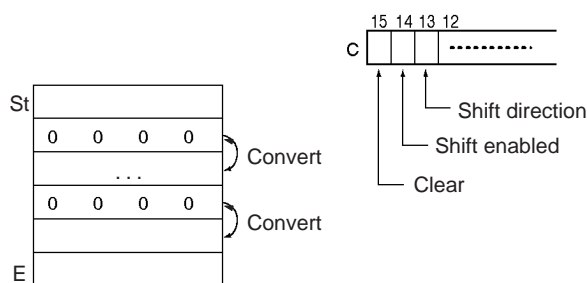 15 14 13 12
C
Shift direction
Shift enabled
Clear
St
0 0 0 0
Convert
...
0 0 0 0
Convert
E